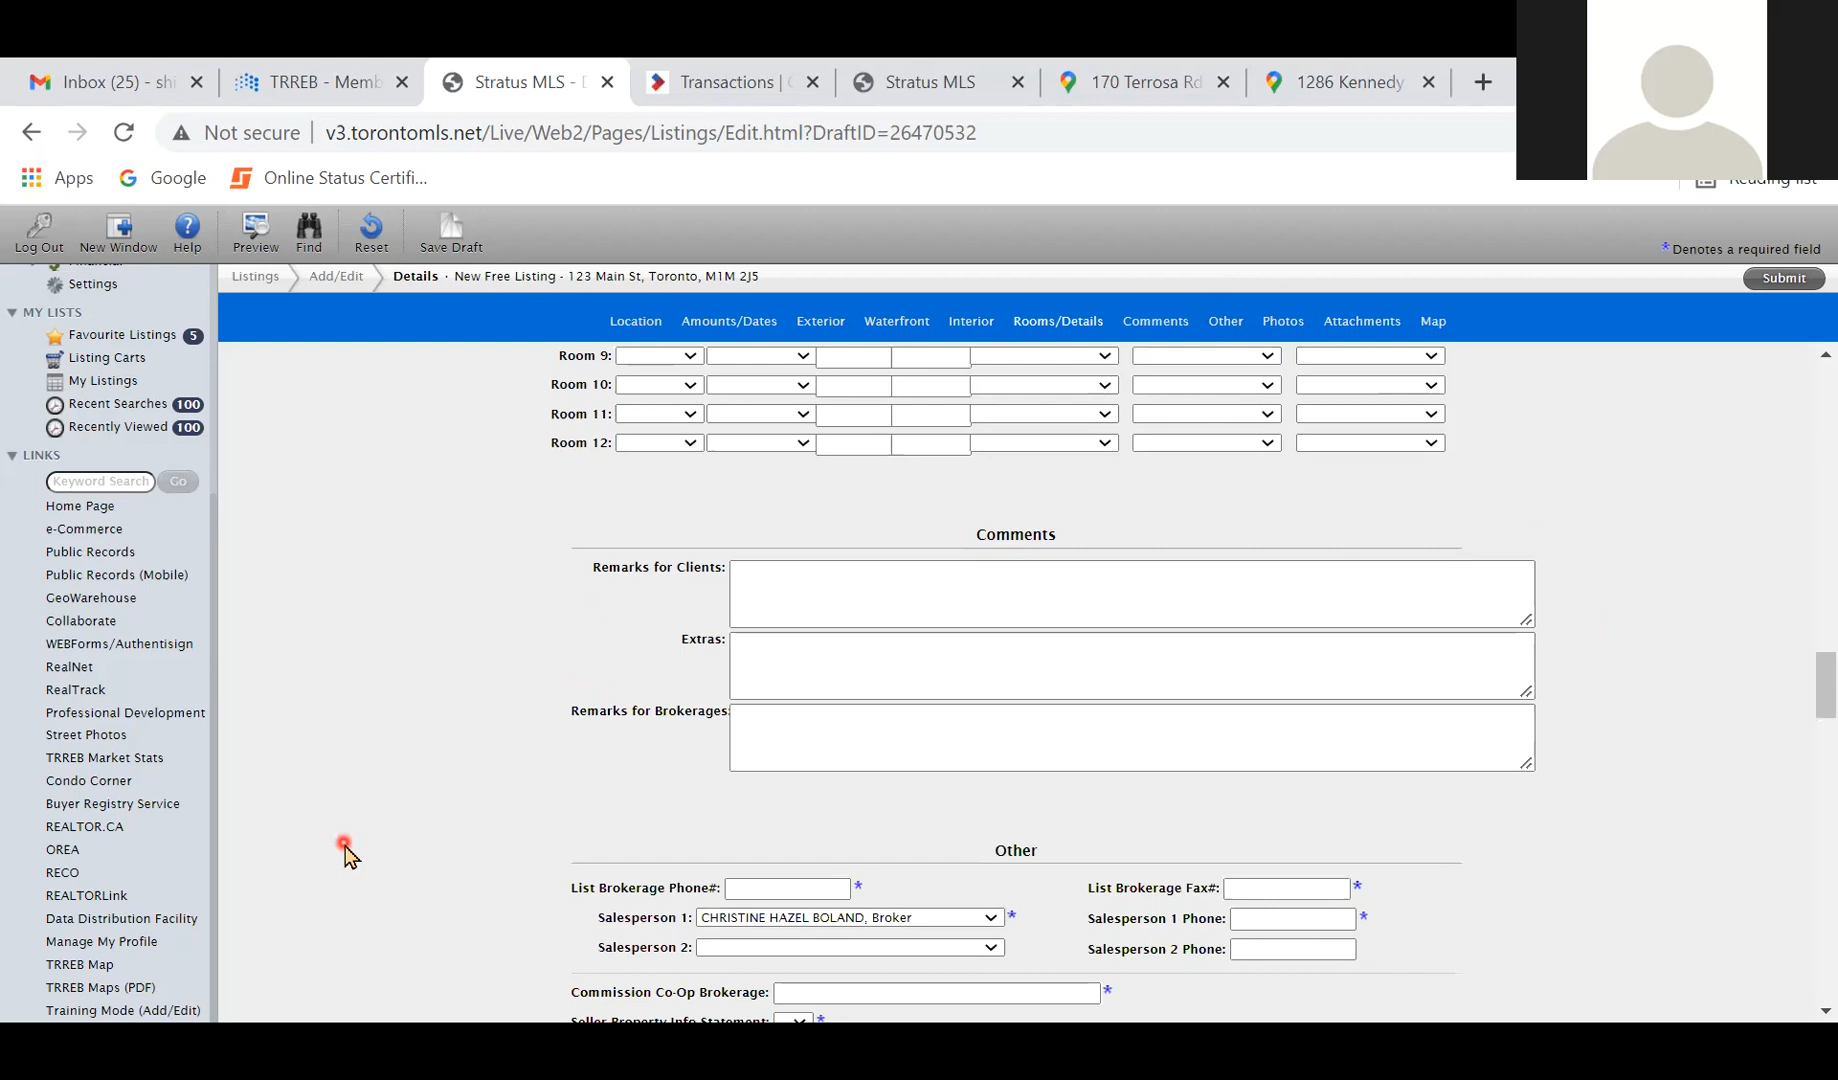 Inbox (25) - shi
TRREB - Memb
Stratus MLS - D
Transactions |
Stratus MLS
170 Terrosa Rd
1286 Kennedy
Not secure
v3.torontomls.net/Live/Web2/Pages/Listings/Edit.html?DraftID=26470532
Apps
Google
Online Status Certifi...
Reading list
Log Out
New Window
Help
Preview
Find
Reset
Save Draft
* Denotes a required field
Financial
Settings
MY LISTS
Favourite Listings 5
Listing Carts
My Listings
Recent Searches 100
Recently Viewed 100
LINKS
Keyword Search Go
Home Page
e-Commerce
Public Records
Public Records (Mobile)
GeoWarehouse
Collaborate
WEBForms/Authentisign
RealNet
RealTrack
Professional Development
Street Photos
TRREB Market Stats
Condo Corner
Buyer Registry Service
REALTOR.CA
OREA
RECO
REALTORLink
Data Distribution Facility
Manage My Profile
TRREB Map
TRREB Maps (PDF)
Training Mode (Add/Edit)
Listings Add/Edit Details · New Free Listing - 123 Main St, Toronto, M1M 2J5
Submit
Location Amounts/Dates Exterior Waterfront Interior Rooms/Details Comments Other Photos Attachments Map
Room 9:
Room 10:
Room 11:
Room 12:
Comments
Remarks for Clients:
Extras:
Remarks for Brokerages:
Other
List Brokerage Phone#: * List Brokerage Fax#: *
Salesperson 1: CHRISTINE HAZEL BOLAND, Broker * Salesperson 1 Phone: *
Salesperson 2: Salesperson 2 Phone:
Commission Co-Op Brokerage: *
Seller Property Info Statement: *